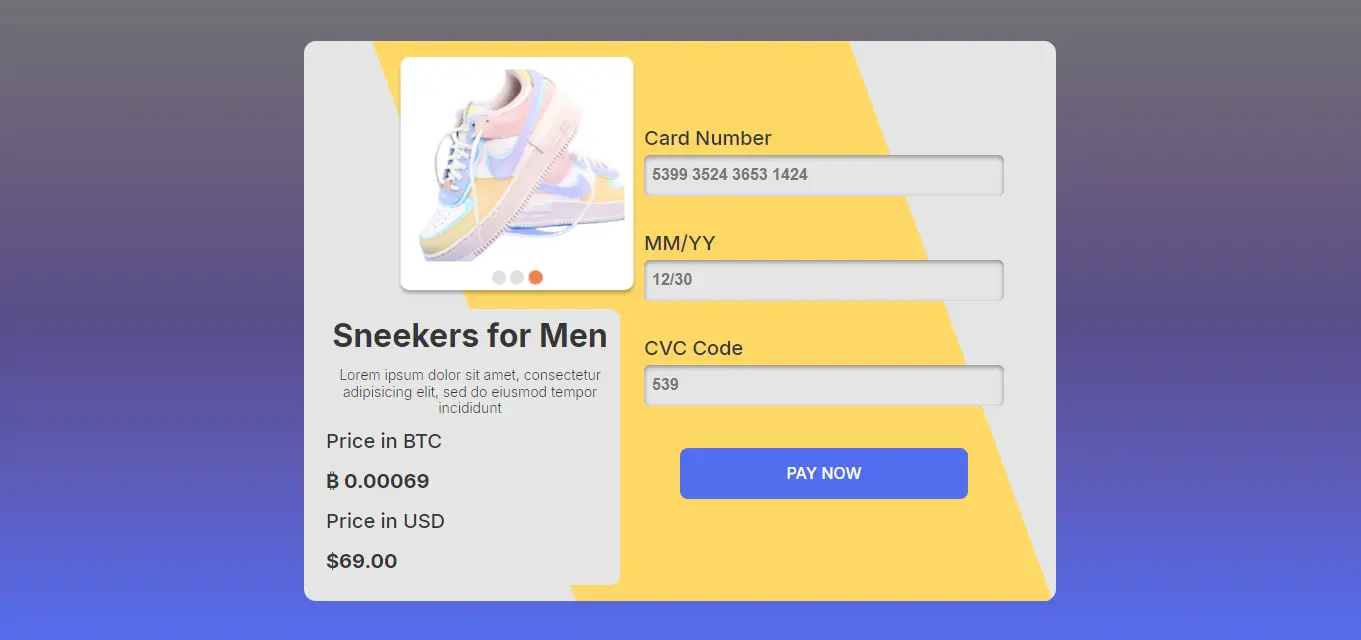 Sneekers for Men
Lorem ipsum dolor sit amet, consectetur
adipisicing elit, sed do eiusmod tempor
incididunt
Price in BTC
₿ 0.00069
Price in USD
$69.00
Card Number
5399 3524 3653 1424
MM/YY
12/30
CVC Code
539
PAY NOW